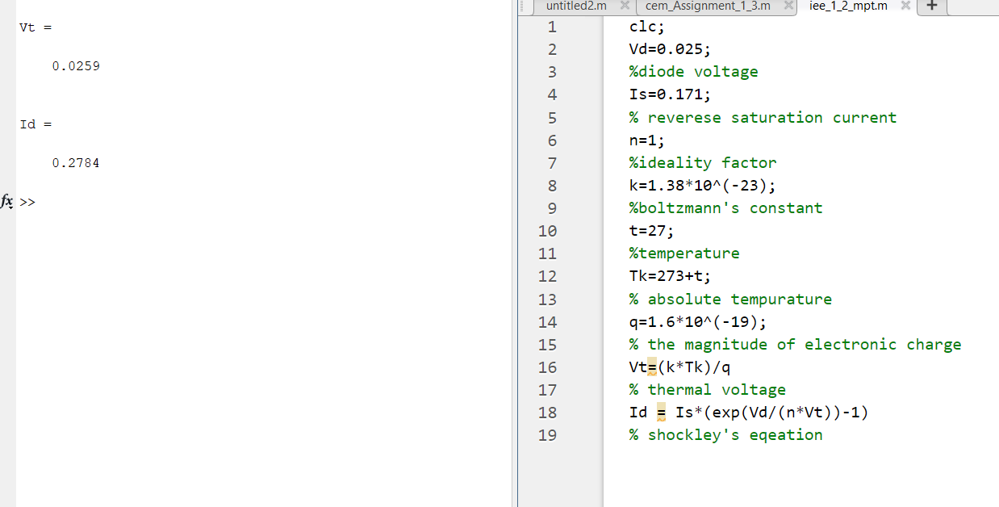 Vt =
0.0259
Id =
0.2784
fx >>
untitled2.m × cem_Assignment_1_3.m × iee_1_2_mpt.m × +
1 clc;
2 Vd=0.025;
3 %diode voltage
4 Is=0.171;
5 % reverese saturation current
6 n=1;
7 %ideality factor
8 k=1.38*10^(-23);
9 %boltzmann's constant
10 t=27;
11 %temperature
12 Tk=273+t;
13 % absolute tempurature
14 q=1.6*10^(-19);
15 % the magnitude of electronic charge
16 Vt=(k*Tk)/q
17 % thermal voltage
18 Id = Is*(exp(Vd/(n*Vt))-1)
19 % shockley's eqeation